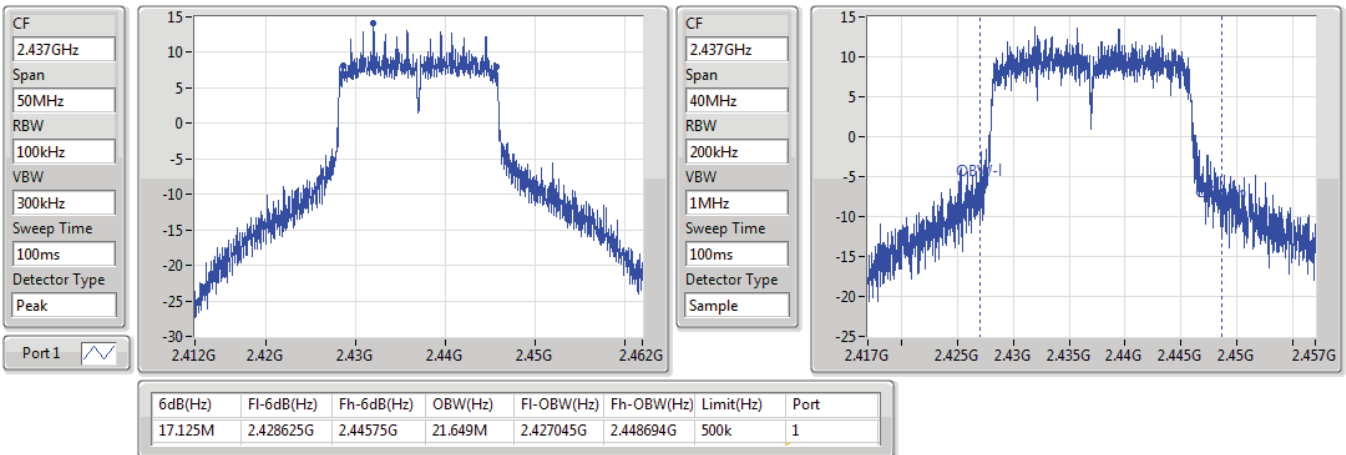 CF
2.437GHz
Span
50MHz
RBW
100kHz
VBW
300kHz
Sweep Time
100ms
Detector Type
Peak
Port 1
15
10
5
0
-5
-10
-15
-20
-25
-30
2.412G 2.42G 2.43G 2.44G 2.45G 2.462G
CF
2.437GHz
Span
40MHz
RBW
200kHz
VBW
1MHz
Sweep Time
100ms
Detector Type
Sample
15
10
5
0
-5
-10
-15
-20
-25
OBW-l
2.417G 2.425G 2.43G 2.435G 2.44G 2.445G 2.45G 2.457G
6dB(Hz) Fl-6dB(Hz) Fh-6dB(Hz) OBW(Hz) Fl-OBW(Hz) Fh-OBW(Hz) Limit(Hz) Port
17.125M 2.428625G 2.44575G 21.649M 2.427045G 2.448694G 500k 1